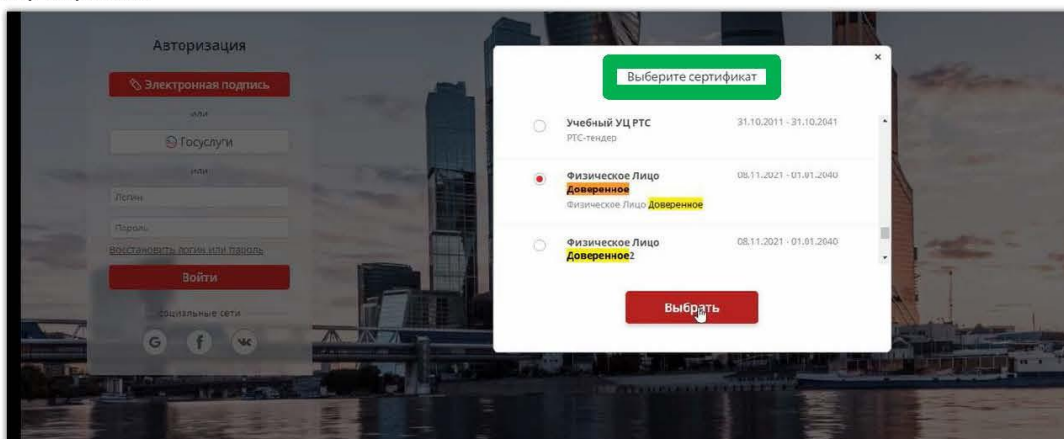 Авторизация
Электронная подпись
или
Госуслуги
или
Логин
Пароль
Восстановить логин или пароль
Войти
социальные сети
G f
Выберите сертификат
×
Учебный УЦ РТС 31.10.2011 - 31.10.2041
РТС-тендер
Физическое Лицо 08.11.2021 - 01.01.2040
Доверенное
Физическое Лицо Доверенное
Физическое Лицо 08.11.2021 - 01.01.2040
Доверенное2
Выбрать